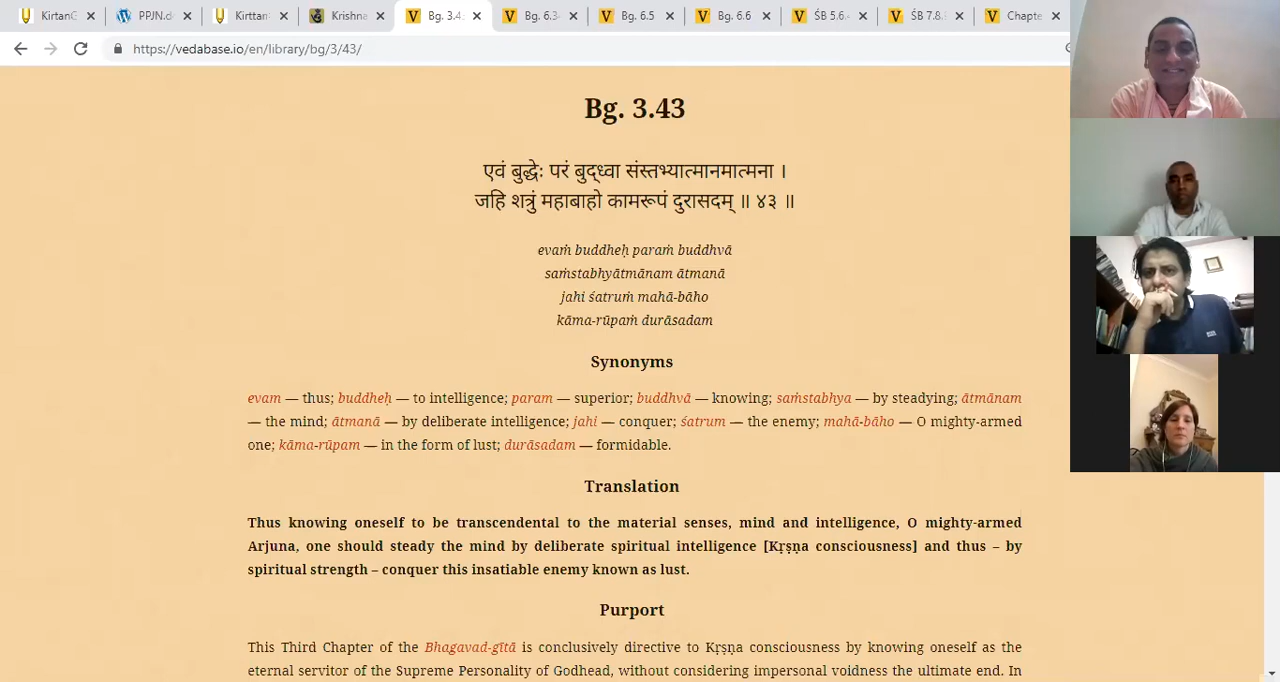 KirtanG
PPJN.d
Kirttan
Krishna
Bg. 3.4
Bg. 6.3
Bg. 6.5
Bg. 6.6
ŚB 5.6.
ŚB 7.8.
Chapte
https://vedabase.io/en/library/bg/3/43/
Bg. 3.43
एवं बुद्धेः परं बुद्ध्वा संस्तभ्यात्मानमात्मना ।
जहि शत्रुं महाबाहो कामरूपं दुरासदम् ॥ ४३ ॥
evaṁ buddheḥ paraṁ buddhvā
saṁstabhyātmānam ātmanā
jahi śatruṁ mahā-bāho
kāma-rūpaṁ durāsadam
Synonyms
evam — thus; buddheḥ — to intelligence; param — superior; buddhvā — knowing; saṁstabhya — by steadying; ātmānam
— the mind; ātmanā — by deliberate intelligence; jahi — conquer; śatrum — the enemy; mahā-bāho — O mighty-armed
one; kāma-rūpam — in the form of lust; durāsadam — formidable.
Translation
Thus knowing oneself to be transcendental to the material senses, mind and intelligence, O mighty-armed
Arjuna, one should steady the mind by deliberate spiritual intelligence [Kṛṣṇa consciousness] and thus – by
spiritual strength – conquer this insatiable enemy known as lust.
Purport
This Third Chapter of the Bhagavad-gītā is conclusively directive to Kṛṣṇa consciousness by knowing oneself as the
eternal servitor of the Supreme Personality of Godhead, without considering impersonal voidness the ultimate end. In